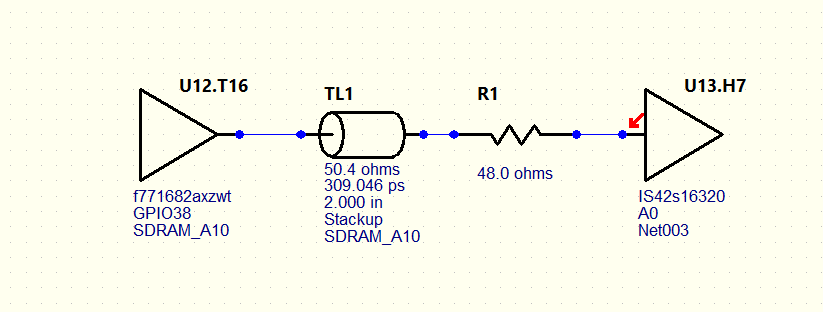 U12.T16
f771682axzwt
GPIO38
SDRAM_A10
TL1
50.4 ohms
309.046 ps
2.000 in
Stackup
SDRAM_A10
R1
48.0 ohms
U13.H7
IS42s16320
A0
Net003